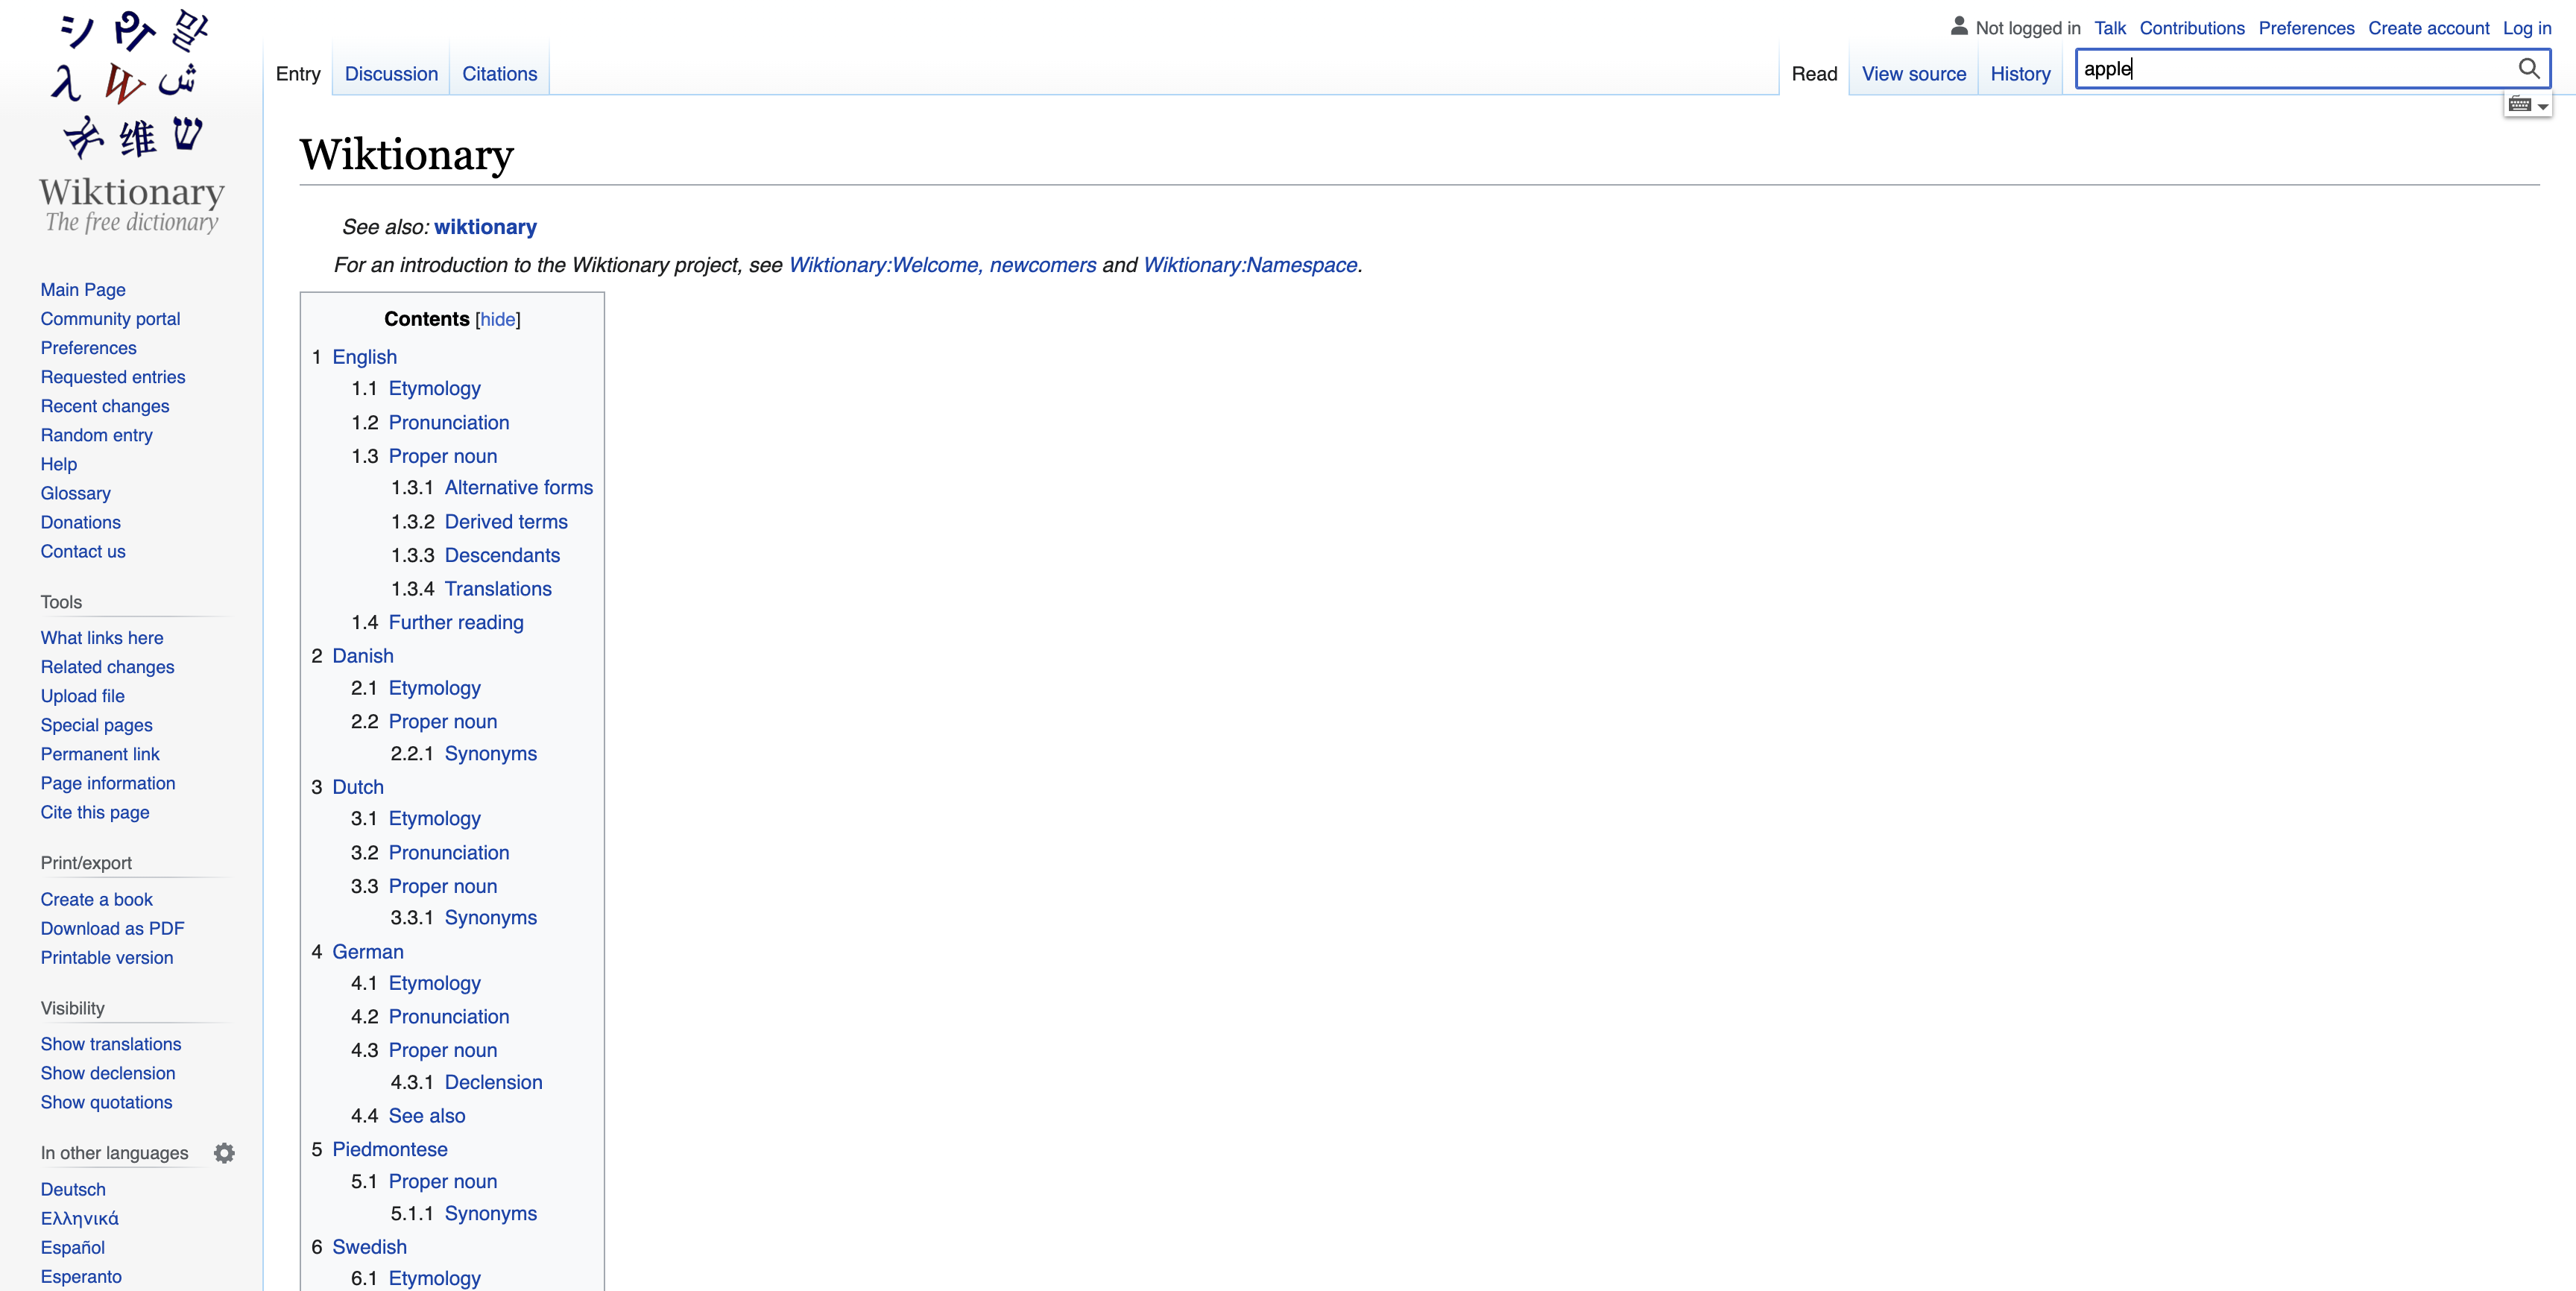 シ ツ 말
λ W ش
维 ש
Wiktionary
The free dictionary
Main Page
Community portal
Preferences
Requested entries
Recent changes
Random entry
Help
Glossary
Donations
Contact us
Tools
What links here
Related changes
Upload file
Special pages
Permanent link
Page information
Cite this page
Print/export
Create a book
Download as PDF
Printable version
Visibility
Show translations
Show declension
Show quotations
In other languages
Deutsch
Ελληνικά
Español
Esperanto
Not logged in Talk Contributions Preferences Create account Log in
Entry Discussion Citations Read View source History apple
Wiktionary
See also: wiktionary
For an introduction to the Wiktionary project, see Wiktionary:Welcome, newcomers and Wiktionary:Namespace.
Contents [hide]
1 English
1.1 Etymology
1.2 Pronunciation
1.3 Proper noun
1.3.1 Alternative forms
1.3.2 Derived terms
1.3.3 Descendants
1.3.4 Translations
1.4 Further reading
2 Danish
2.1 Etymology
2.2 Proper noun
2.2.1 Synonyms
3 Dutch
3.1 Etymology
3.2 Pronunciation
3.3 Proper noun
3.3.1 Synonyms
4 German
4.1 Etymology
4.2 Pronunciation
4.3 Proper noun
4.3.1 Declension
4.4 See also
5 Piedmontese
5.1 Proper noun
5.1.1 Synonyms
6 Swedish
6.1 Etymology